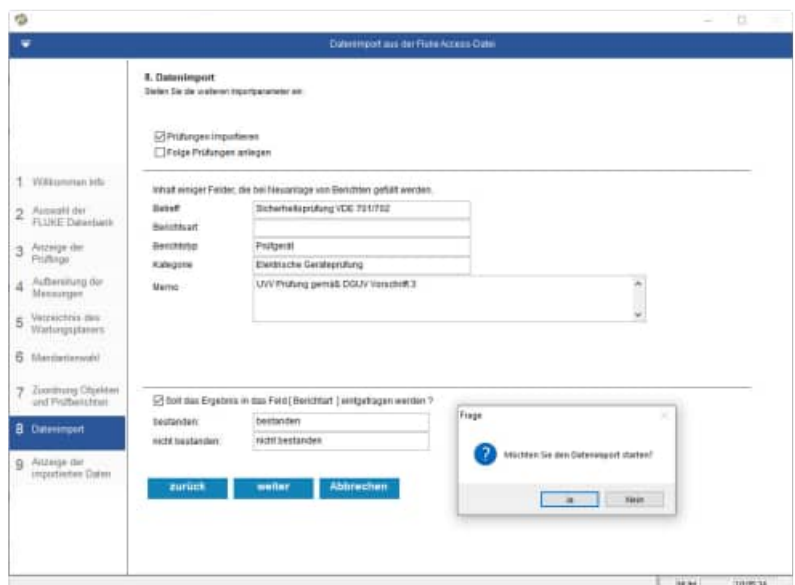 Datenimport aus der Fluke Access-Datei
8. Datenimport
Stellen Sie die weiteren Importparameter ein
Prüfungen importieren
Folge Prüfungen anlegen
1 Willkommen Info
2 Auswahl der
FLUKE Datenbank
3 Anzeige der
Prüflinge
4 Aufbereitung der
Messungen
5 Verzeichnis des
Wartungsplaners
6 Mandantenwahl
7 Zuordnung Objekten
und Prüfberichten
8 Datenimport
9 Anzeige der
importierten Daten
Inhalt einiger Felder, die bei Neuanlage von Berichten gefüllt werden.
Betreff Sicherheitsprüfung VDE 701/702
Berichtsart
Berichtstyp Prüfgerät
Kategorie Elektrische Geräteprüfung
Memo UVV Prüfung gemäß DGUV Vorschrift 3
Soll das Ergebnis in das Feld [ Berichtart ] eintgetragen werden ?
bestanden: bestanden
nicht bestanden: nicht bestanden
zurück weiter Abbrechen
Frage
Möchten Sie den Datenimport starten?
Ja Nein